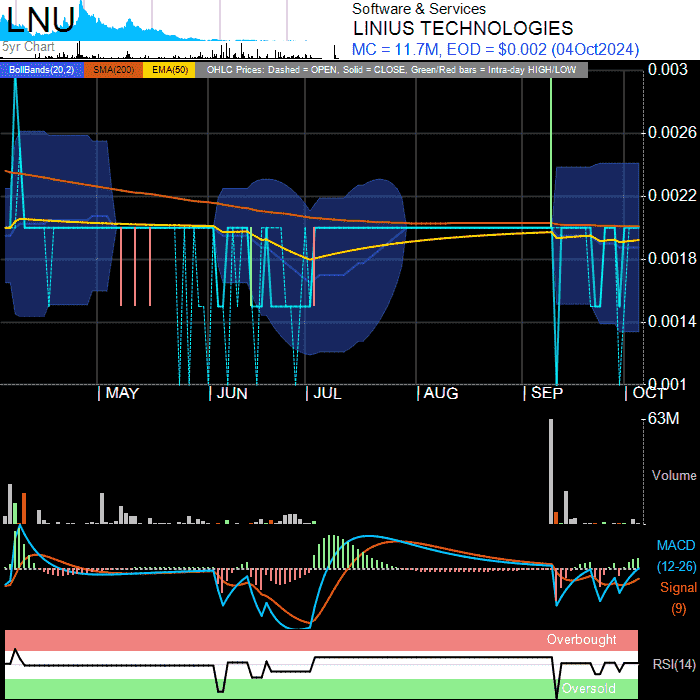 LNU
5yr Chart
Software & Services
LINIUS TECHNOLOGIES
MC = 11.7M, EOD = $0.002 (04Oct2024)
BollBands(20,2) SMA(200) EMA(50) OHLC Prices: Dashed = OPEN, Solid = CLOSE, Green/Red bars = Intra-day HIGH/LOW
0.003
0.0026
0.0022
0.0018
0.0014
0.001
MAY JUN JUL AUG SEP OCT
63M
Volume
MACD
(12-26)
Signal
(9)
Overbought
RSI(14)
Oversold